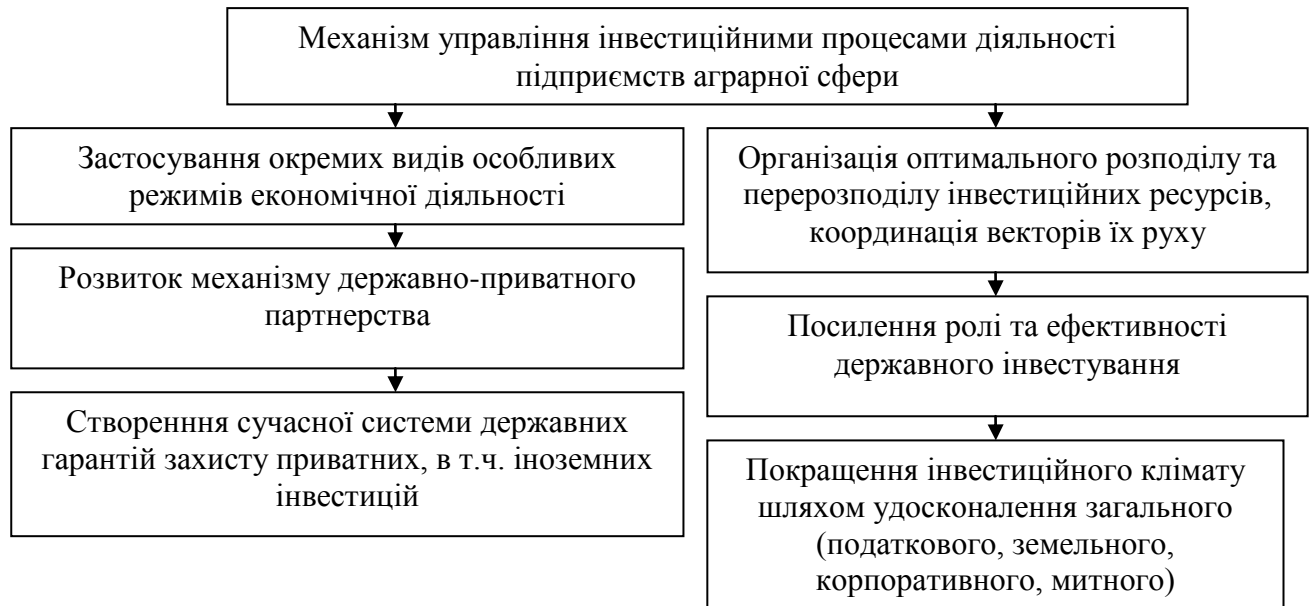 Механізм управління інвестиційними процесами діяльності
підприємств аграрної сфери
Застосування окремих видів особливих
режимів економічної діяльності
Розвиток механізму державно-приватного
партнерства
Створенння сучасної системи державних
гарантій захисту приватних, в т.ч. іноземних
інвестицій
Організація оптимального розподілу та
перерозподілу інвестиційних ресурсів,
координація векторів їх руху
Посилення ролі та ефективності
державного інвестування
Покращення інвестиційного клімату
шляхом удосконалення загального
(податкового, земельного,
корпоративного, митного)